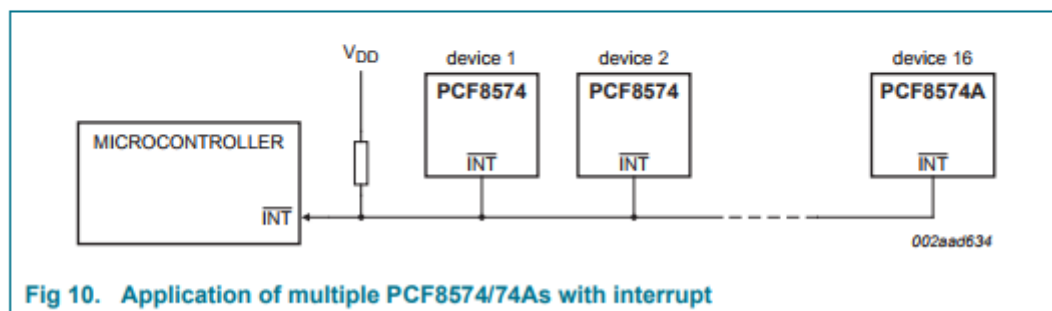 VDD
device 1
device 2
device 16
PCF8574
PCF8574
PCF8574A
MICROCONTROLLER
INT
INT
INT
INT
002aad634
Fig 10. Application of multiple PCF8574/74As with interrupt